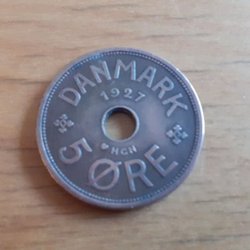 DANMARK
1927
♥ HCN
5 ØRE